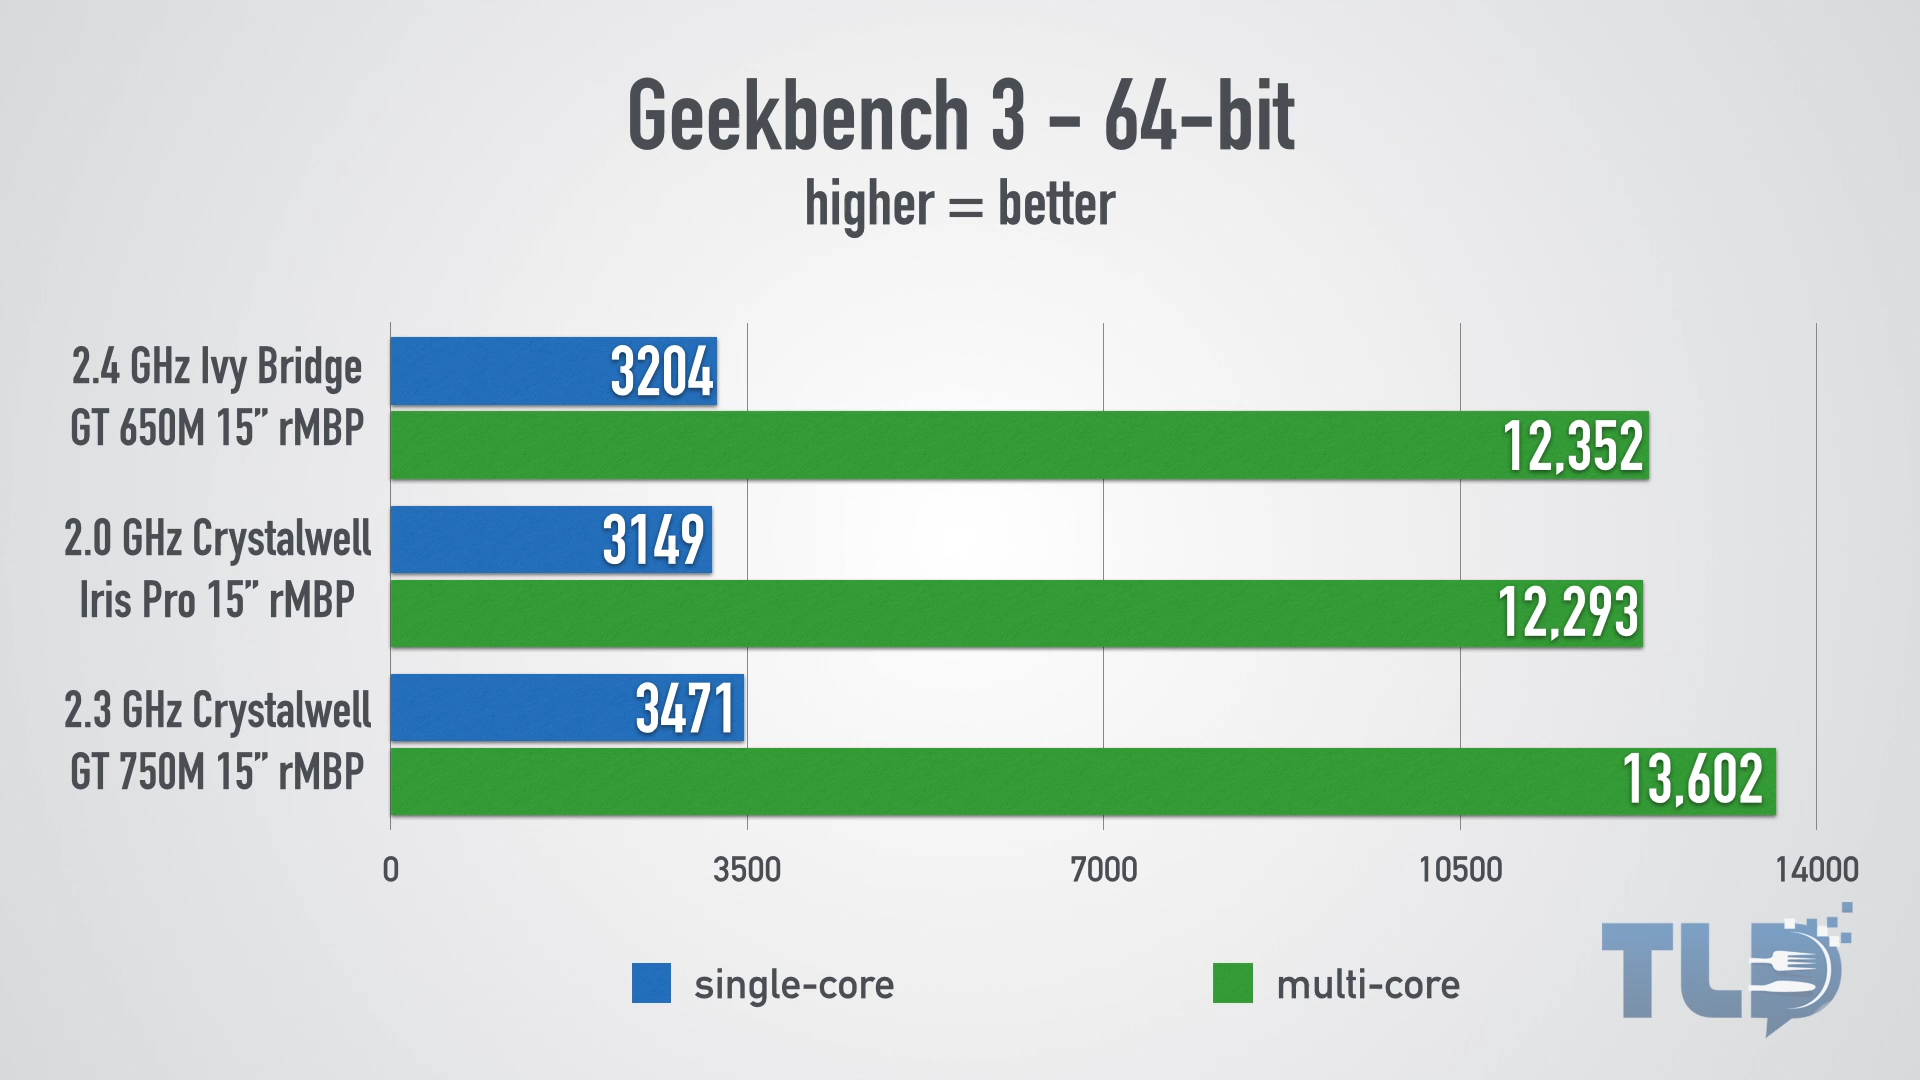 Geekbench 3 - 64-bit
higher = better
2.4 GHz Ivy Bridge
GT 650M 15” rMBP
3204
12,352
2.0 GHz Crystalwell
Iris Pro 15” rMBP
3149
12,293
2.3 GHz Crystalwell
GT 750M 15” rMBP
3471
13,602
0 3500 7000 10500 14000
single-core multi-core
TLD